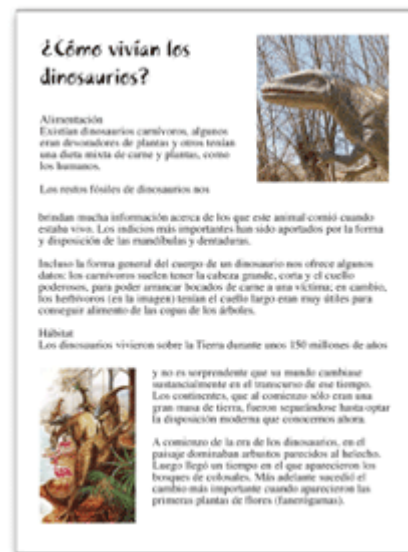 ¿Cómo vivían los
dinosaurios?
Alimentación
Existían dinosaurios carnívoros, algunos
eran devoradores de plantas y otros tenían
una dieta mixta de carne y plantas, como
los humanos.
Los restos fósiles de dinosaurios nos
brindan mucha información acerca de los que este animal comió cuando
estaba vivo. Los indicios más importantes han sido aportados por la forma
y disposición de las mandíbulas y dentaduras.
Incluso la forma general del cuerpo de un dinosaurio nos ofrece algunos
datos: los carnívoros suelen tener la cabeza grande, corta y el cuello
poderosos, para poder arrancar bocados de carne a una víctima; en cambio,
los herbívoros (en la imagen) tenían el cuello largo eran muy útiles para
conseguir alimento de las copas de los árboles.
Hábitat
Los dinosaurios vivieron sobre la Tierra durante unos 150 millones de años
y no es sorprendente que su mundo cambiase
sustancialmente en el transcurso de ese tiempo.
Los continentes, que al comienzo sólo eran una
gran masa de tierra, fueron separándose hasta optar
la disposición moderna que conocemos ahora.
A comienzo de la era de los dinosaurios, en el
paisaje dominaban arbustos parecidos al helecho.
Luego llegó un tiempo en el que aparecieron los
bosques de colosales. Más adelante sucedió el
cambio más importante cuando aparecieron las
primeras plantas de flores (fanerógamas).